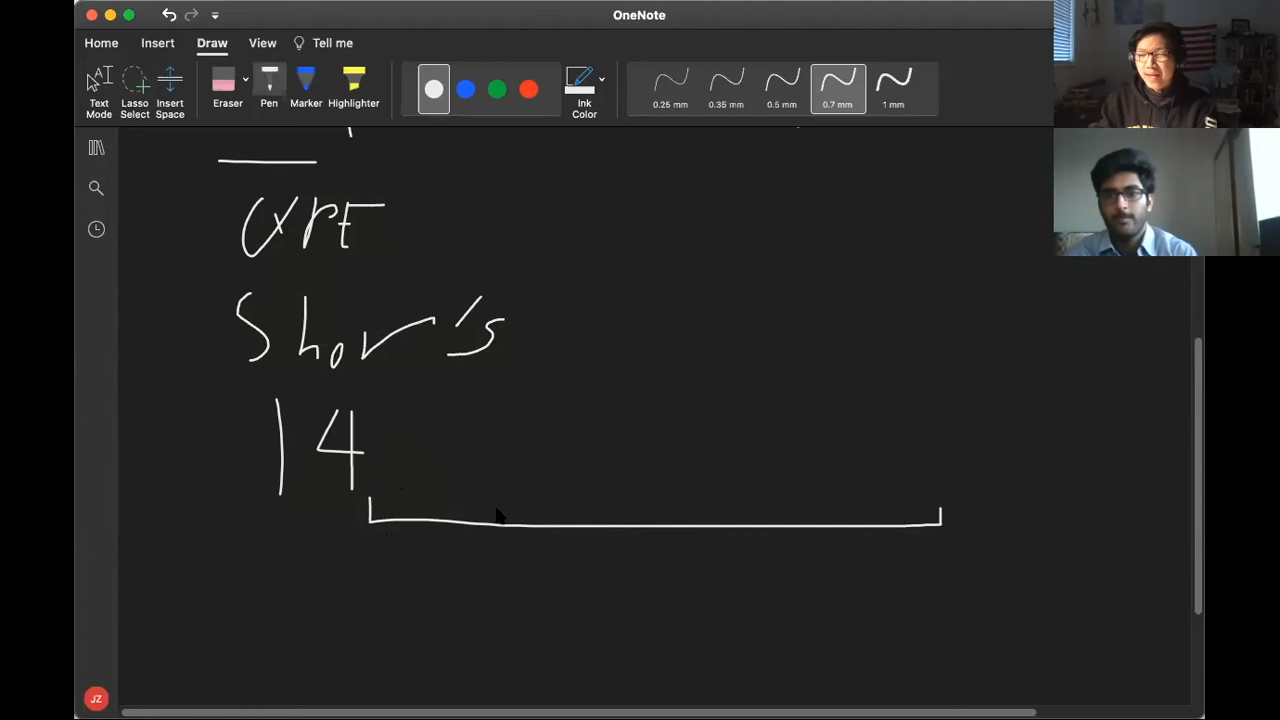 OneNote
Home Insert Draw View Tell me
Text Mode Lasso Select Insert Space Eraser Pen Marker Highlighter Ink Color 0.25 mm 0.35 mm 0.5 mm 0.7 mm 1 mm
QPE
Shor's
14
JZ